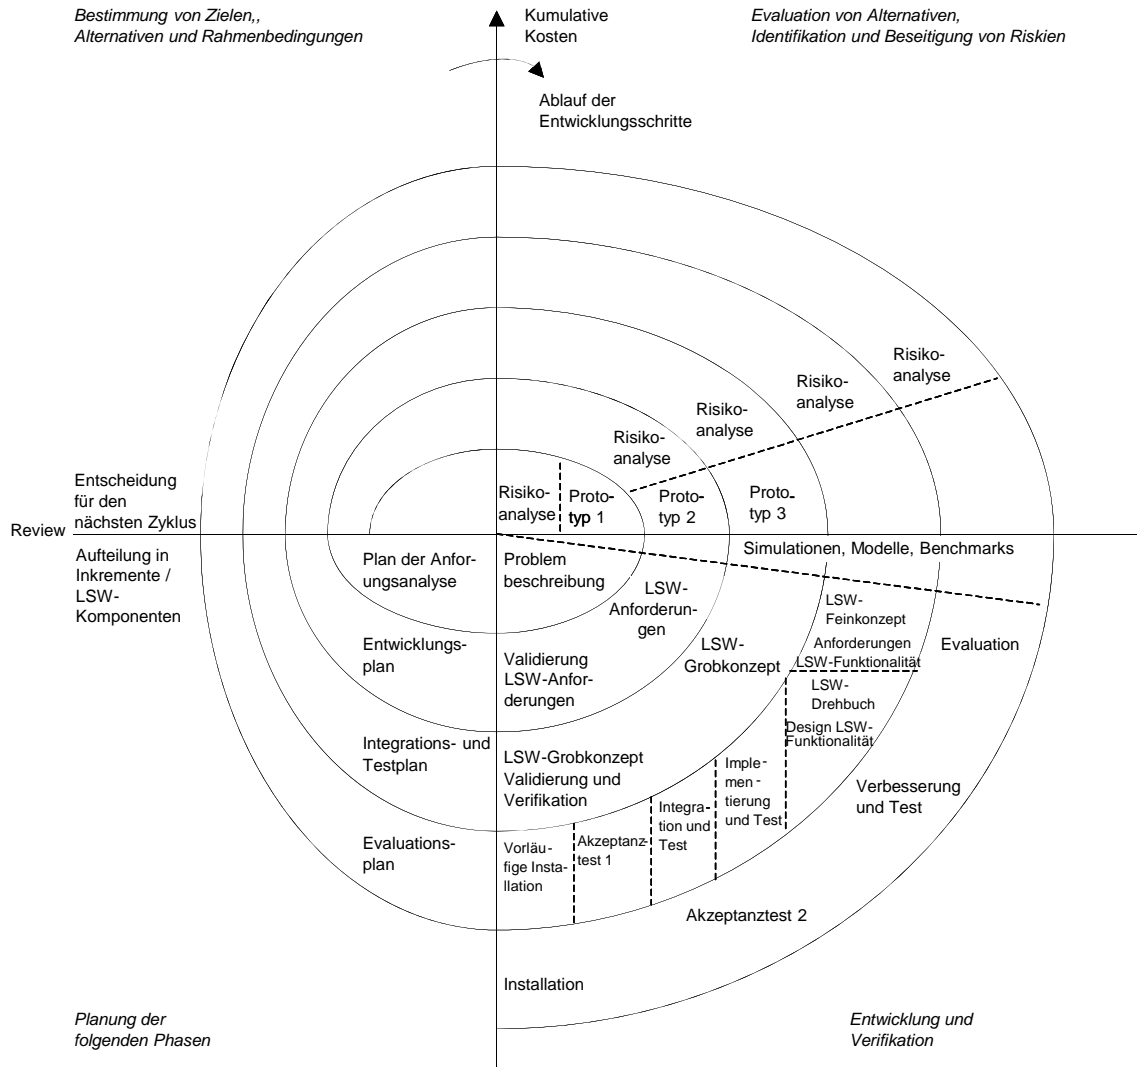 Bestimmung von Zielen,,
Alternativen und Rahmenbedingungen
Kumulative
Kosten
Evaluation von Alternativen,
Identifikation und Beseitigung von Riskien
Ablauf der
Entwicklungsschritte
Risiko-
analyse
Risiko-
analyse
Risiko-
analyse
Risiko-
analyse
Risiko-
analyse
Proto-
typ 1
Proto-
typ 2
Proto-
typ 3
Entscheidung
für den
nächsten Zyklus
Review
Aufteilung in
Inkremente /
LSW-
Komponenten
Simulationen, Modelle, Benchmarks
Plan der Anfor-
rungsanalyse
Problem
beschreibung
LSW-
Anforderun-
gen
LSW-
Feinkonzept
Anforderungen
LSW-Funktionalität
Evaluation
Entwicklungs-
plan
Validierung
LSW-Anfor-
derungen
LSW-
Grobkonzept
LSW-
Drehbuch
Design LSW-
Funktionalität
Integrations- und
Testplan
LSW-Grobkonzept
Validierung und
Verifikation
Imple-
men-
tierung
und Test
Verbesserung
und Test
Integra-
tion und
Test
Akzeptanz-
test 1
Vorläu-
fige Instal-
lation
Evaluations-
plan
Akzeptanztest 2
Installation
Planung der
folgenden Phasen
Entwicklung und
Verifikation